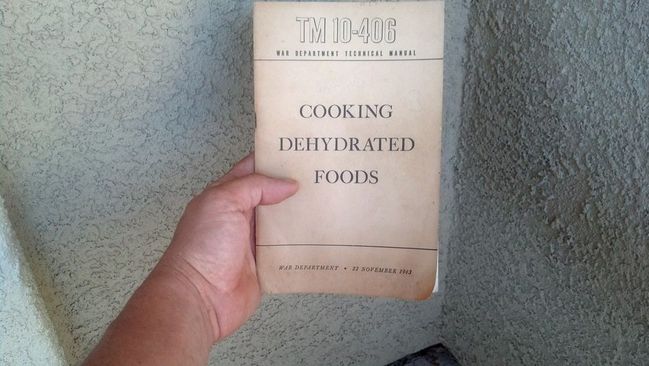 TM 10-406
WAR DEPARTMENT TECHNICAL MANUAL
COOKING
DEHYDRATED
FOODS
WAR DEPARTMENT • 22 NOVEMBER 1943